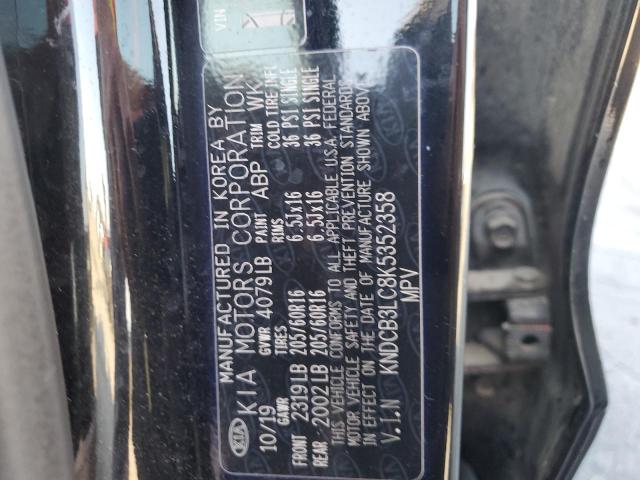 VIN
MANUFACTURED IN KOREA BY
KIA KIA MOTORS CORPORATION
10/19 GVWR 4079LB PAINT ABP TRIM WK
GAWR TIRES RIMS COLD TIRE INFL
FRONT 2319LB 205/60R16 6.5Jx16 36 PSI SINGLE
REAR 2002LB 205/60R16 6.5Jx16 36 PSI SINGLE
THIS VEHICLE CONFORMS TO ALL APPLICABLE U.S.A. FEDERAL
MOTOR VEHICLE SAFETY AND THEFT PREVENTION STANDARDS
IN EFFECT ON THE DATE OF MANUFACTURE SHOWN ABOVE.
V.I.N KNDCB3LC8K5352358
MPV